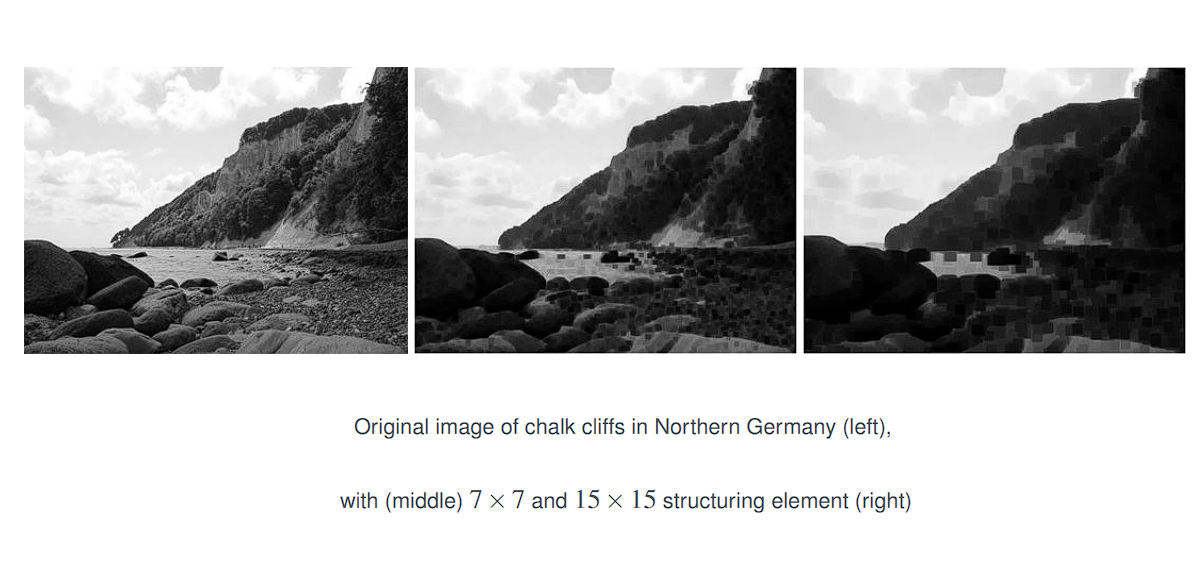 Original image of chalk cliffs in Northern Germany (left),
with (middle) 7 × 7 and 15 × 15 structuring element (right)